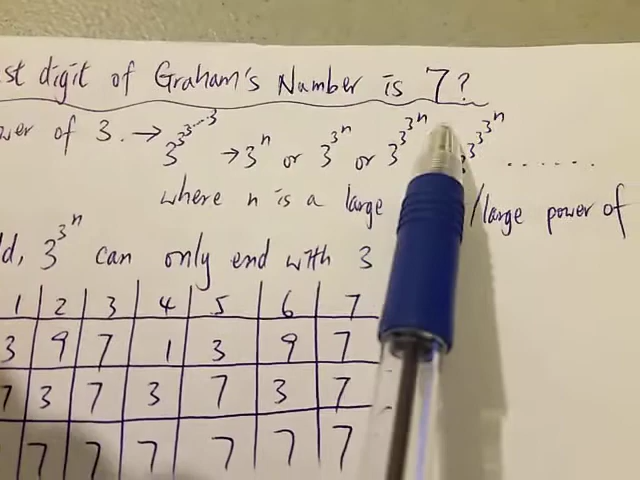 st digit of Graham's Number is 7?
wer of 3. → 3^3^3^...^3 → 3^n or 3^3^n or 3^3^3^n 3^3^3^n ......
where n is a large /large power of
d, 3^3^n can only end with 3
1 2 3 4 5 6 7
3 9 7 1 3 9 7
7 3 7 3 7 3 7
7 7 7 7 7 7